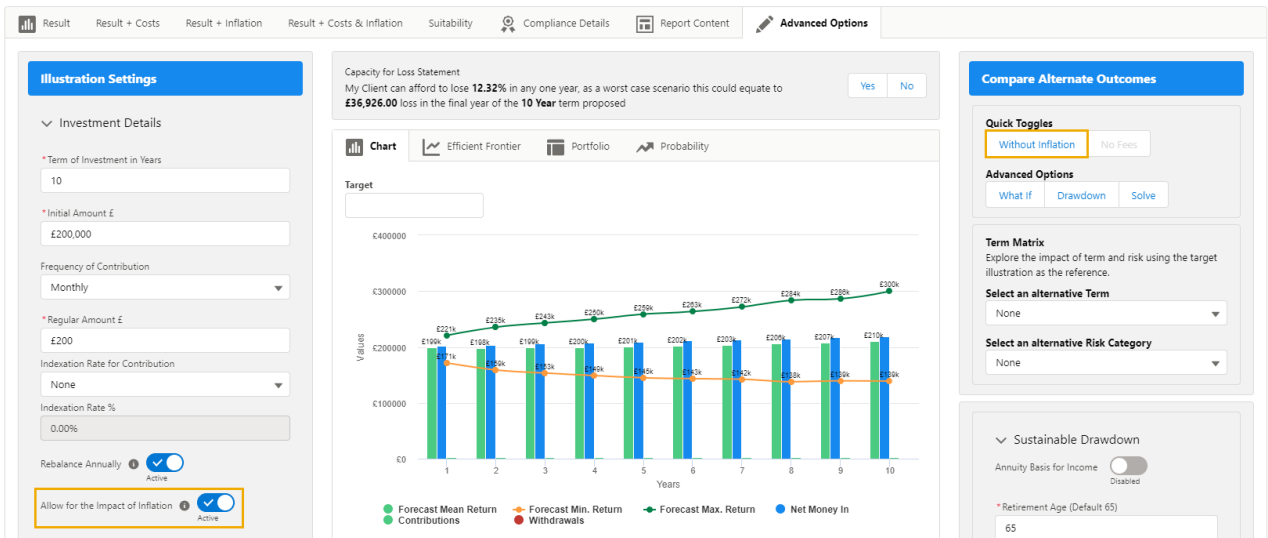 Result
Result + Costs
Result + Inflation
Result + Costs & Inflation
Suitability
Compliance Details
Report Content
Advanced Options
Illustration Settings
Investment Details
*Term of Investment in Years
10
*Initial Amount £
£200,000
Frequency of Contribution
Monthly
*Regular Amount £
£200
Indexation Rate for Contribution
None
Indexation Rate %
0.00%
Rebalance Annually
Active
Allow for the Impact of Inflation
Active
Capacity for Loss Statement
My Client can afford to lose 12.32% in any one year, as a worst case scenario this could equate to
£36,926.00 loss in the final year of the 10 Year term proposed
Yes
No
Chart
Efficient Frontier
Portfolio
Probability
Target
£400000
£300000
£200000
£100000
£0
Values
£221k £235k £243k £250k £259k £263k £272k £284k £286k £300k
£199k £198k £199k £200k £201k £202k £203k £205k £207k £210k
£171k £159k £153k £149k £145k £143k £142k £138k £139k £139k
1 2 3 4 5 6 7 8 9 10
Years
Forecast Mean Return
Forecast Min. Return
Forecast Max. Return
Net Money In
Contributions
Withdrawals
Compare Alternate Outcomes
Quick Toggles
Without Inflation
No Fees
Advanced Options
What If
Drawdown
Solve
Term Matrix
Explore the impact of term and risk using the target
illustration as the reference.
Select an alternative Term
None
Select an alternative Risk Category
None
Sustainable Drawdown
Annuity Basis for Income
Disabled
*Retirement Age (Default 65)
65